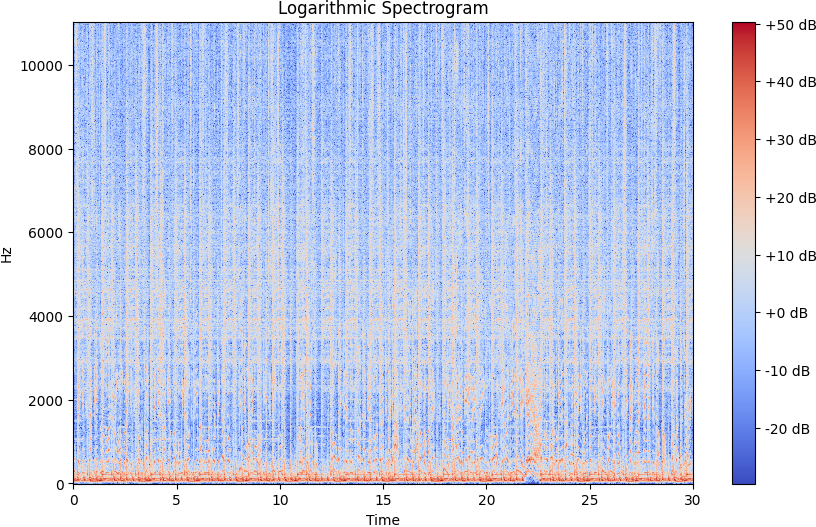 Logarithmic Spectrogram
Hz
10000
8000
6000
4000
2000
0
0 5 10 15 20 25 30
Time
+50 dB
+40 dB
+30 dB
+20 dB
+10 dB
+0 dB
-10 dB
-20 dB